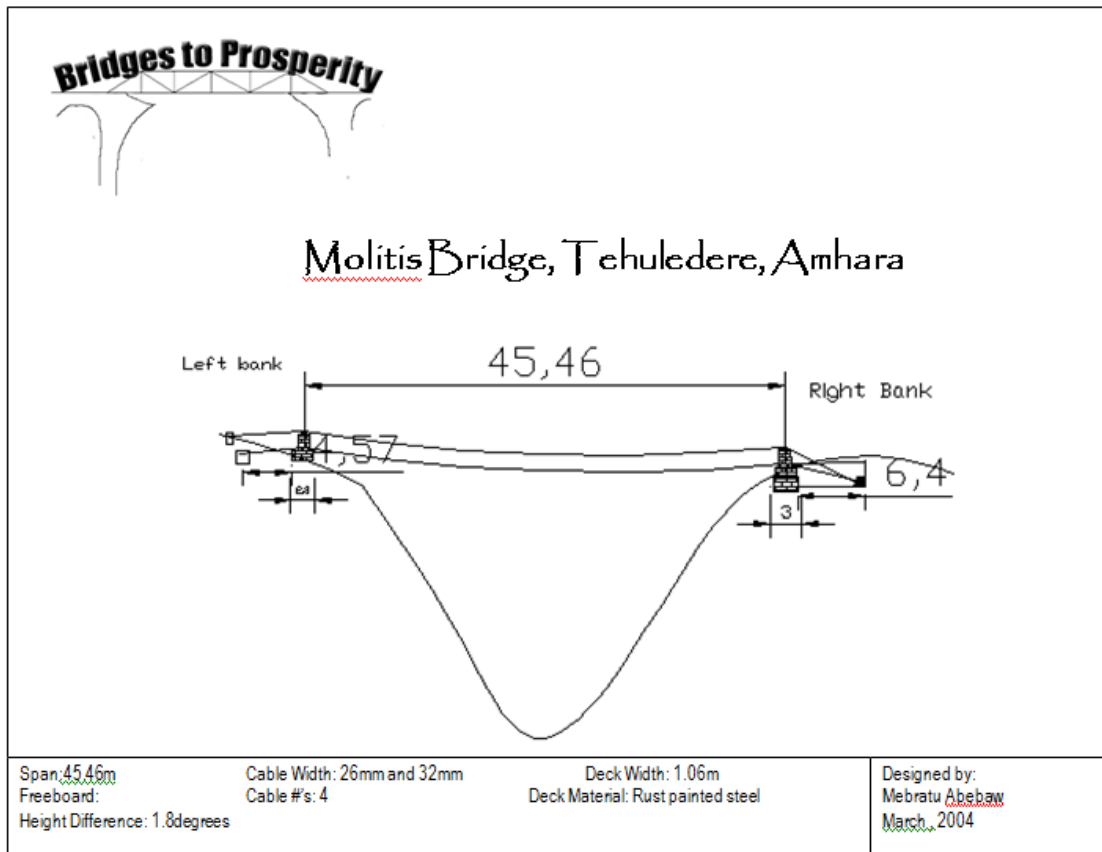 Bridges to Prosperity
Molitis Bridge, Tehuledere, Amhara
45,46
Left bank
Right Bank
4,57
6,4
3
Span:45,46m
Freeboard:
Height Difference: 1.8degrees
Cable Width: 26mm and 32mm
Cable #'s: 4
Deck Width: 1.06m
Deck Material: Rust painted steel
Designed by:
Mebratu Abebaw
March , 2004